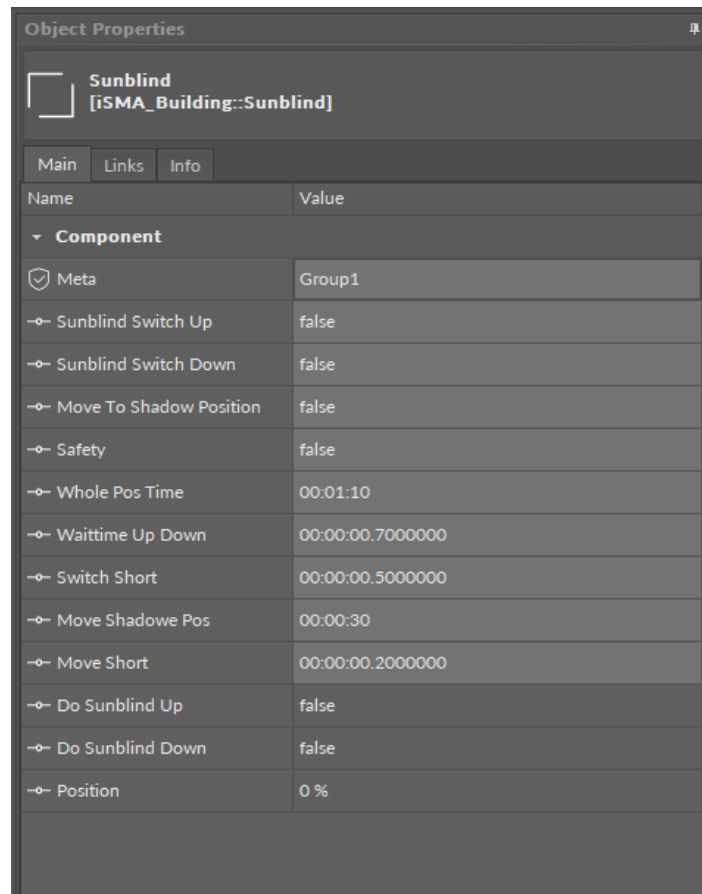 Object Properties
Sunblind
[iSMA_Building::Sunblind]
Main Links Info
Name Value
Component
Meta Group1
Sunblind Switch Up false
Sunblind Switch Down false
Move To Shadow Position false
Safety false
Whole Pos Time 00:01:10
Waittime Up Down 00:00:00.7000000
Switch Short 00:00:00.5000000
Move Shadowe Pos 00:00:30
Move Short 00:00:00.2000000
Do Sunblind Up false
Do Sunblind Down false
Position 0 %